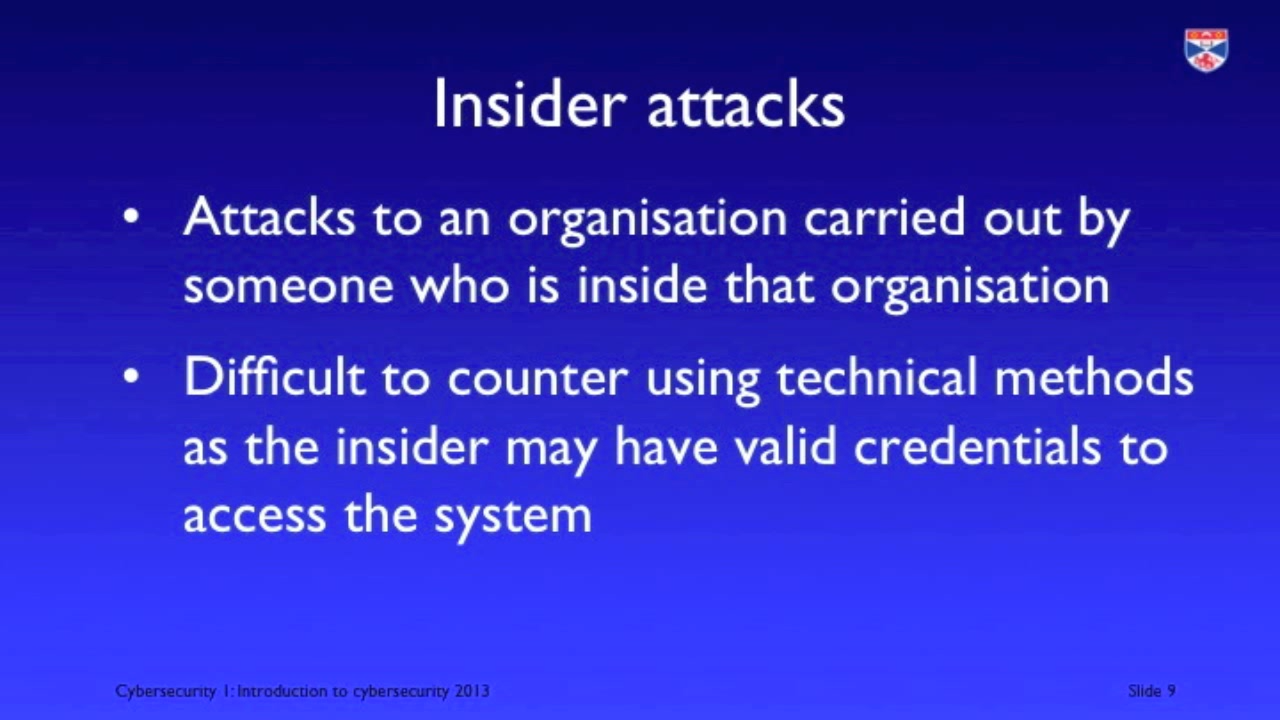 Insider attacks
• Attacks to an organisation carried out by
someone who is inside that organisation
• Difficult to counter using technical methods
as the insider may have valid credentials to
access the system
Cybersecurity 1: Introduction to cybersecurity 2013
Slide 9